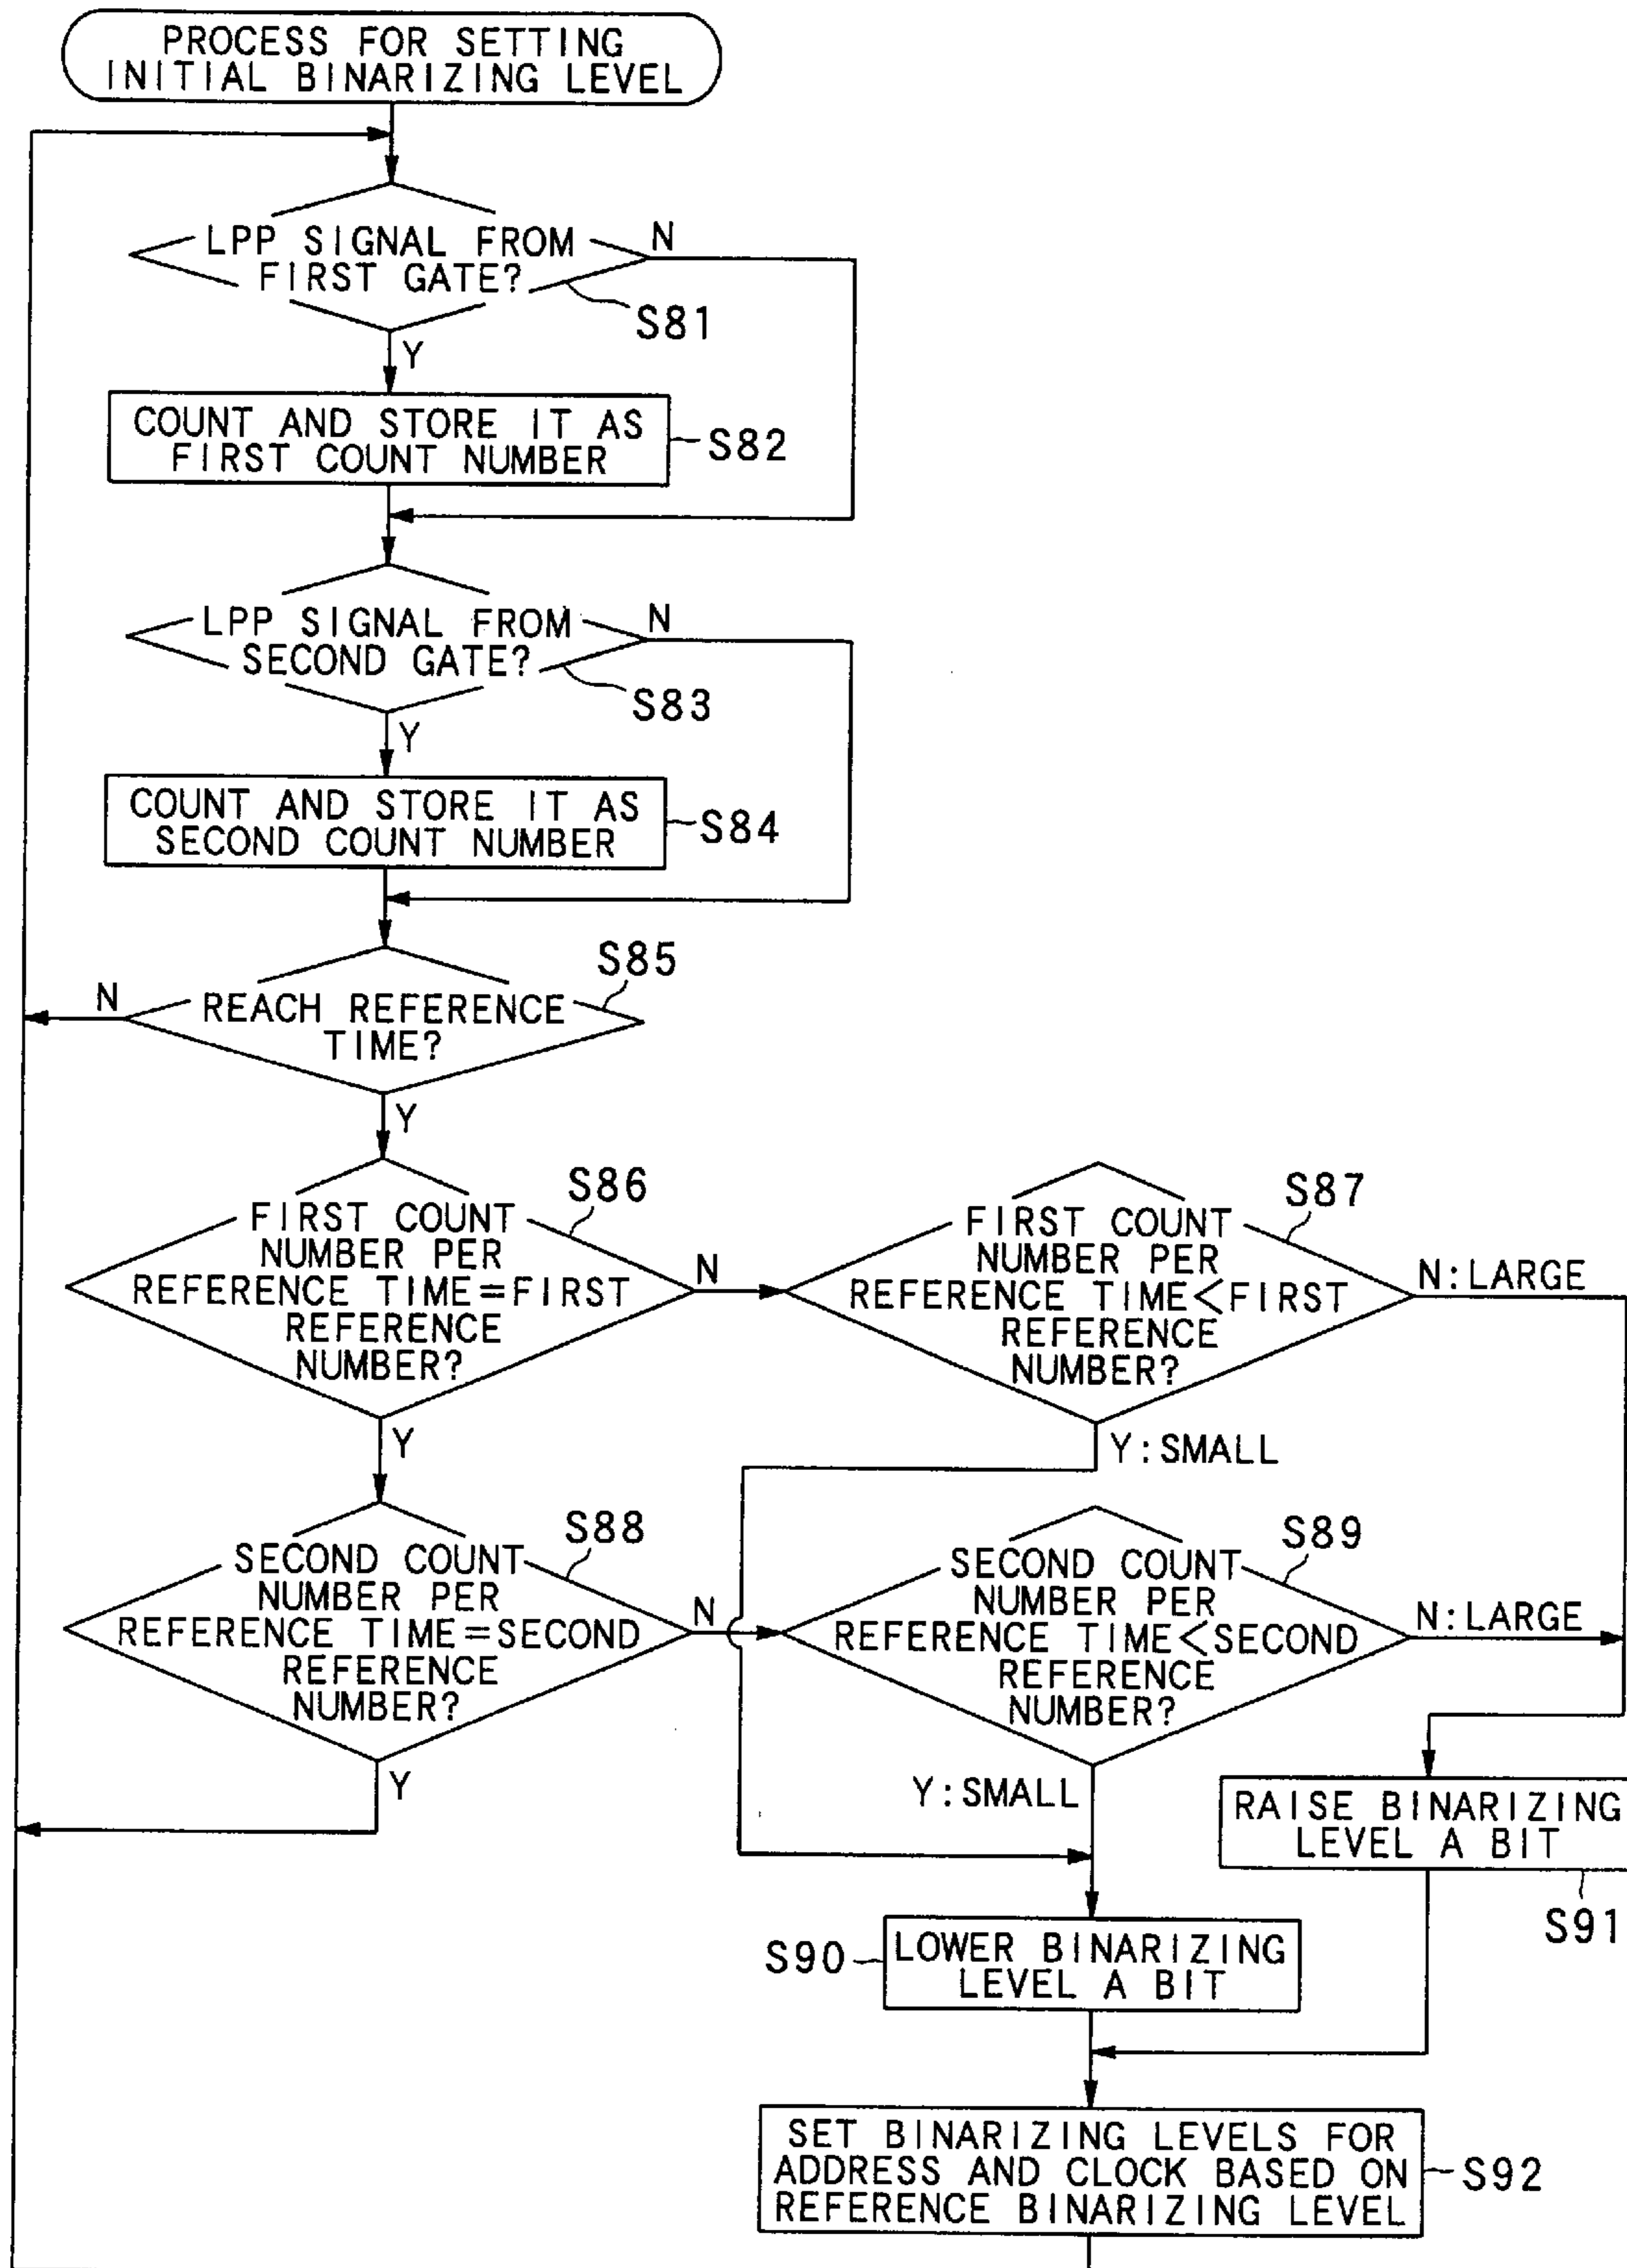 PROCESS FOR SETTING
INITIAL BINARIZING LEVEL
LPP SIGNAL FROM
FIRST GATE?
N
S81
Y
COUNT AND STORE IT AS
FIRST COUNT NUMBER
S82
LPP SIGNAL FROM
SECOND GATE?
N
S83
Y
COUNT AND STORE IT AS
SECOND COUNT NUMBER
S84
S85
N
REACH REFERENCE
TIME?
Y
S86
FIRST COUNT
NUMBER PER
REFERENCE TIME=FIRST
REFERENCE
NUMBER?
N
Y
S87
FIRST COUNT
NUMBER PER
REFERENCE TIME<FIRST
REFERENCE
NUMBER?
N:LARGE
Y:SMALL
S88
SECOND COUNT
NUMBER PER
REFERENCE TIME=SECOND
REFERENCE
NUMBER?
N
Y
S89
SECOND COUNT
NUMBER PER
REFERENCE TIME<SECOND
REFERENCE
NUMBER?
N:LARGE
Y:SMALL
RAISE BINARIZING
LEVEL A BIT
S91
S90
LOWER BINARIZING
LEVEL A BIT
SET BINARIZING LEVELS FOR
ADDRESS AND CLOCK BASED ON
REFERENCE BINARIZING LEVEL
S92